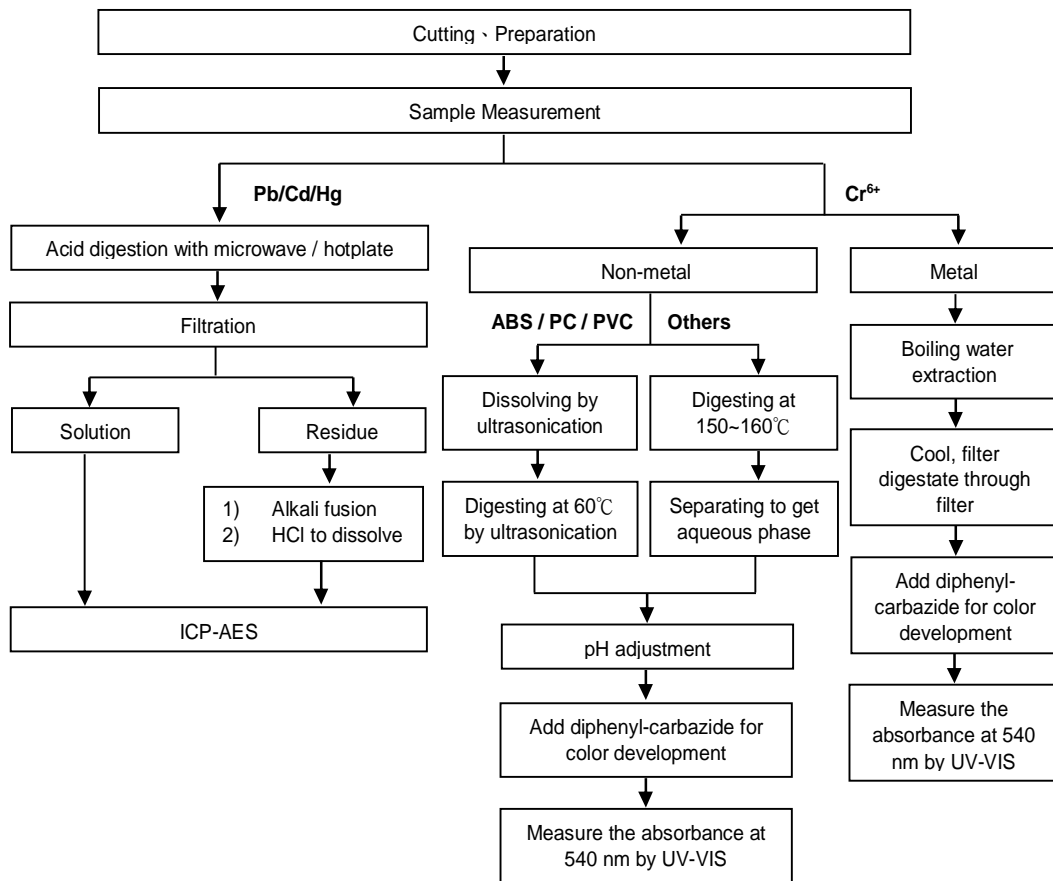 Cutting、Preparation
Sample Measurement
Pb/Cd/Hg
Cr⁶⁺
Acid digestion with microwave / hotplate
Non-metal
Metal
Filtration
ABS / PC / PVC
Others
Boiling water
extraction
Solution
Residue
Dissolving by
ultrasonication
Digesting at
150~160℃
Cool, filter
digestate through
filter
1) Alkali fusion
2) HCl to dissolve
Digesting at 60℃
by ultrasonication
Separating to get
aqueous phase
Add diphenyl-
carbazide for color
development
ICP-AES
pH adjustment
Measure the
absorbance at 540
nm by UV-VIS
Add diphenyl-carbazide for
color development
Measure the absorbance at
540 nm by UV-VIS